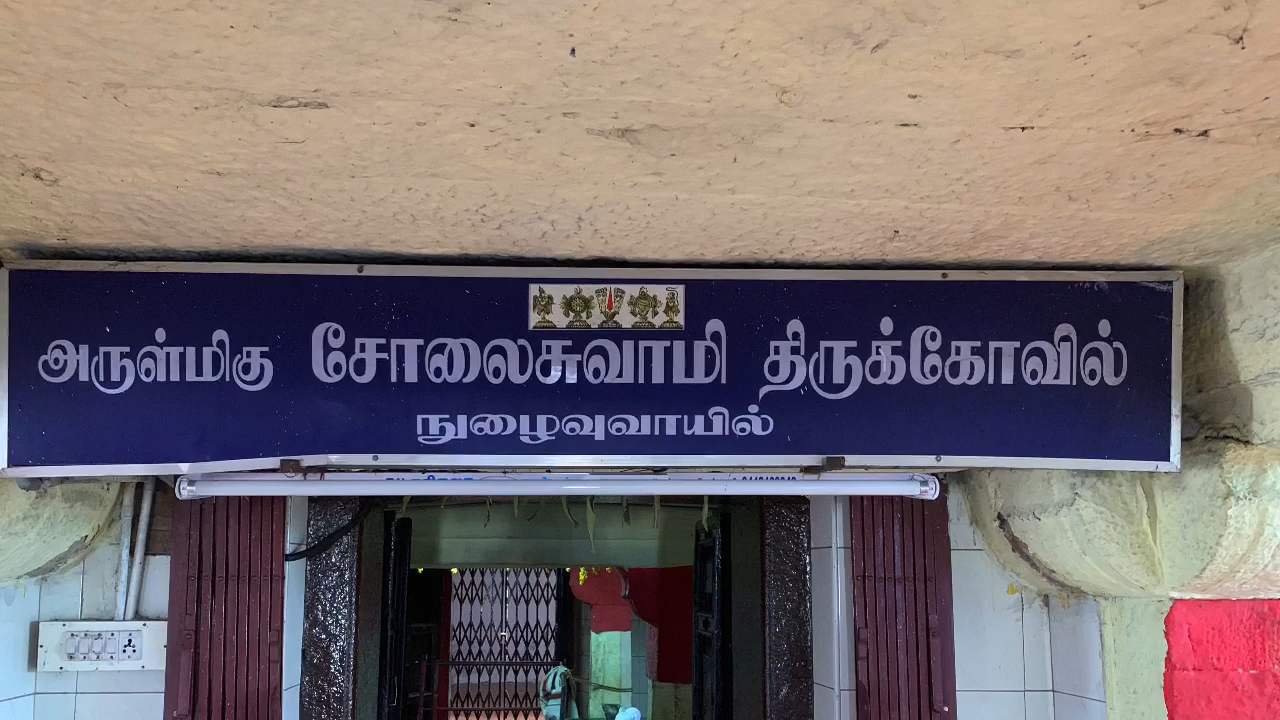 அருள்மிகு சோலைசுவாமி திருக்கோவில்
நுழைவுவாயில்